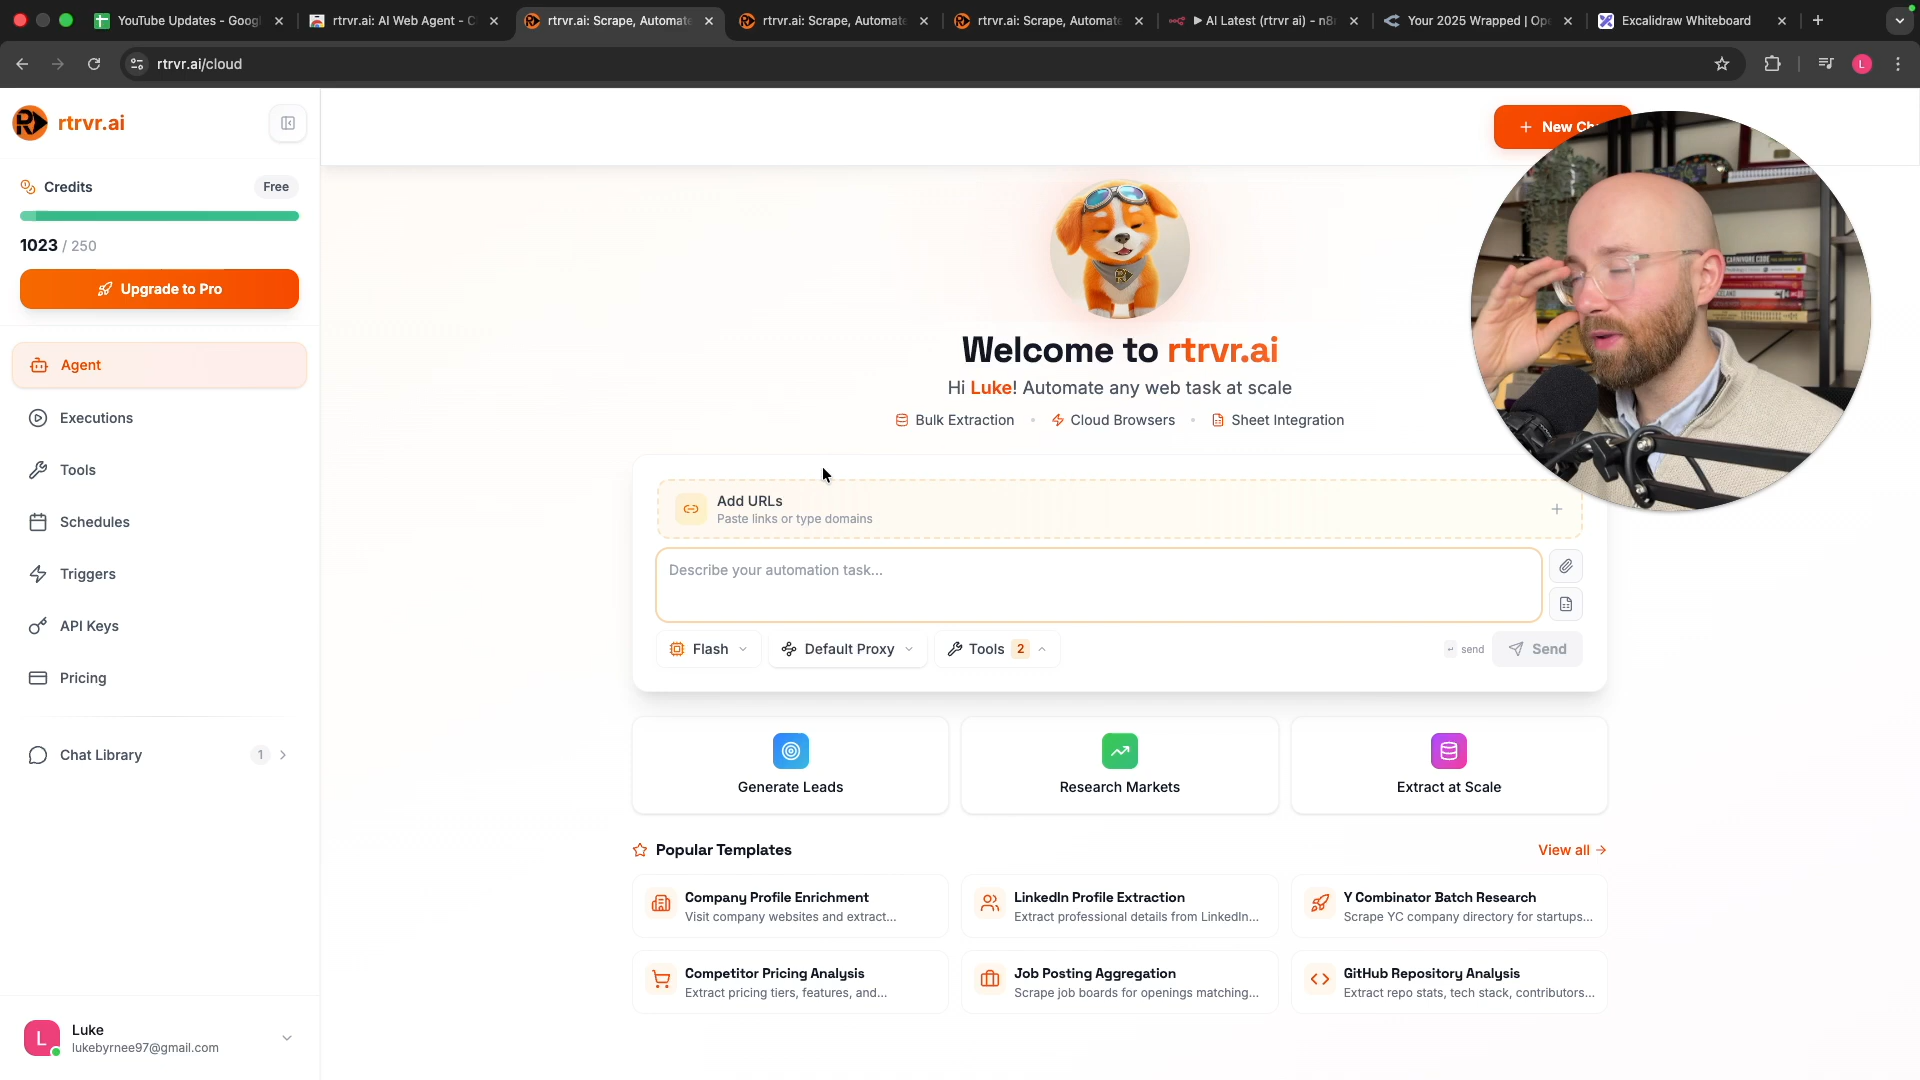 YouTube Updates - Googl
rtrvr.ai: AI Web Agent - C
rtrvr.ai: Scrape, Automate
rtrvr.ai: Scrape, Automate
rtrvr.ai: Scrape, Automate
▶ AI Latest (rtrvr ai) - n8
Your 2025 Wrapped | Op
Excalidraw Whiteboard
rtrvr.ai/cloud
L
rtrvr.ai
Credits
Free
1023 / 250
Upgrade to Pro
Agent
Executions
Tools
Schedules
Triggers
API Keys
Pricing
Chat Library
1
L
Luke
lukebyrnee97@gmail.com
New Ch
Welcome to rtrvr.ai
Hi Luke! Automate any web task at scale
Bulk Extraction • Cloud Browsers • Sheet Integration
Add URLs
Paste links or type domains
Describe your automation task...
Flash
Default Proxy
Tools 2
↵ send
Send
Generate Leads
Research Markets
Extract at Scale
Popular Templates
View all →
Company Profile Enrichment
Visit company websites and extract...
LinkedIn Profile Extraction
Extract professional details from LinkedIn...
Y Combinator Batch Research
Scrape YC company directory for startups...
Competitor Pricing Analysis
Extract pricing tiers, features, and...
Job Posting Aggregation
Scrape job boards for openings matching...
GitHub Repository Analysis
Extract repo stats, tech stack, contributors...
CARNIVORE CODE